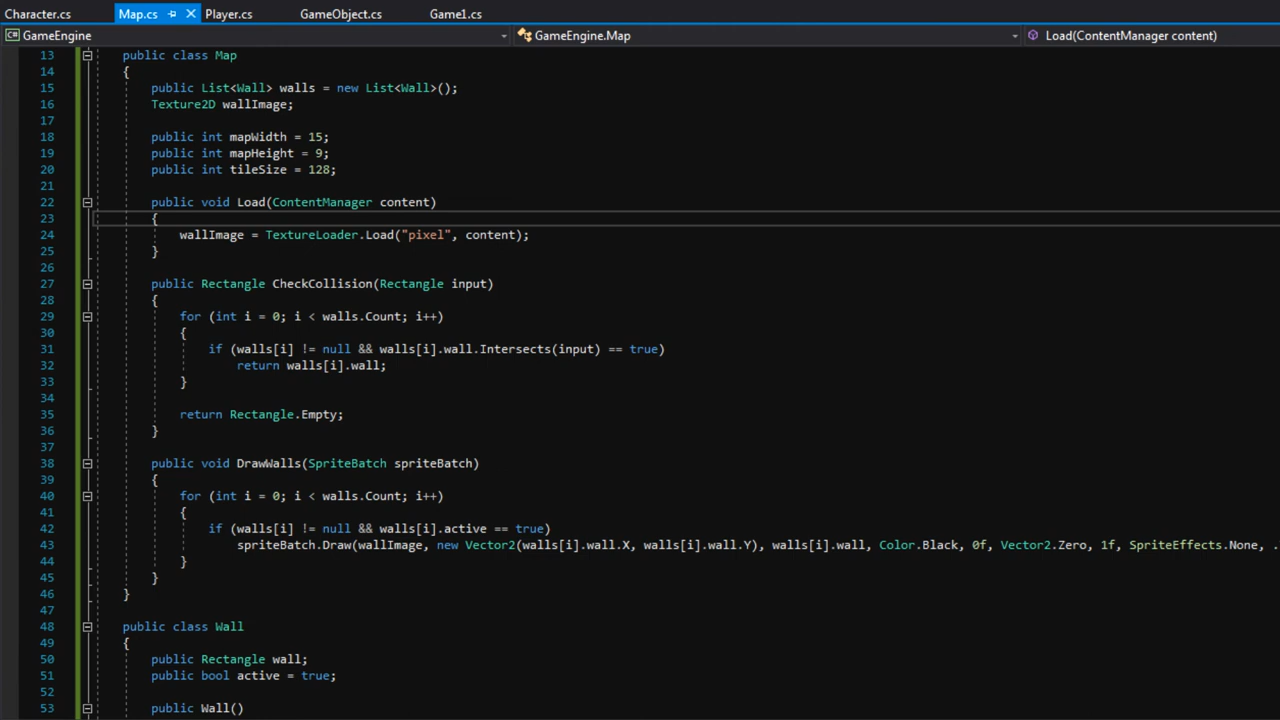 Character.cs Map.cs Player.cs GameObject.cs Game1.cs
C# GameEngine GameEngine.Map Load(ContentManager content)
13 public class Map
14 {
15 public List<Wall> walls = new List<Wall>();
16 Texture2D wallImage;
17
18 public int mapWidth = 15;
19 public int mapHeight = 9;
20 public int tileSize = 128;
21
22 public void Load(ContentManager content)
23 {
24 wallImage = TextureLoader.Load("pixel", content);
25 }
26
27 public Rectangle CheckCollision(Rectangle input)
28 {
29 for (int i = 0; i < walls.Count; i++)
30 {
31 if (walls[i] != null && walls[i].wall.Intersects(input) == true)
32 return walls[i].wall;
33 }
34
35 return Rectangle.Empty;
36 }
37
38 public void DrawWalls(SpriteBatch spriteBatch)
39 {
40 for (int i = 0; i < walls.Count; i++)
41 {
42 if (walls[i] != null && walls[i].active == true)
43 spriteBatch.Draw(wallImage, new Vector2(walls[i].wall.X, walls[i].wall.Y), walls[i].wall, Color.Black, 0f, Vector2.Zero, 1f, SpriteEffects.None, .
44 }
45 }
46 }
47
48 public class Wall
49 {
50 public Rectangle wall;
51 public bool active = true;
52
53 public Wall()